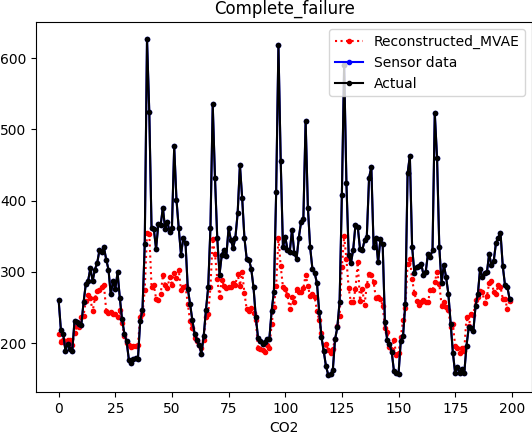 Complete_failure
Reconstructed_MVAE
Sensor data
Actual
600
500
400
300
200
0 25 50 75 100 125 150 175 200
CO2